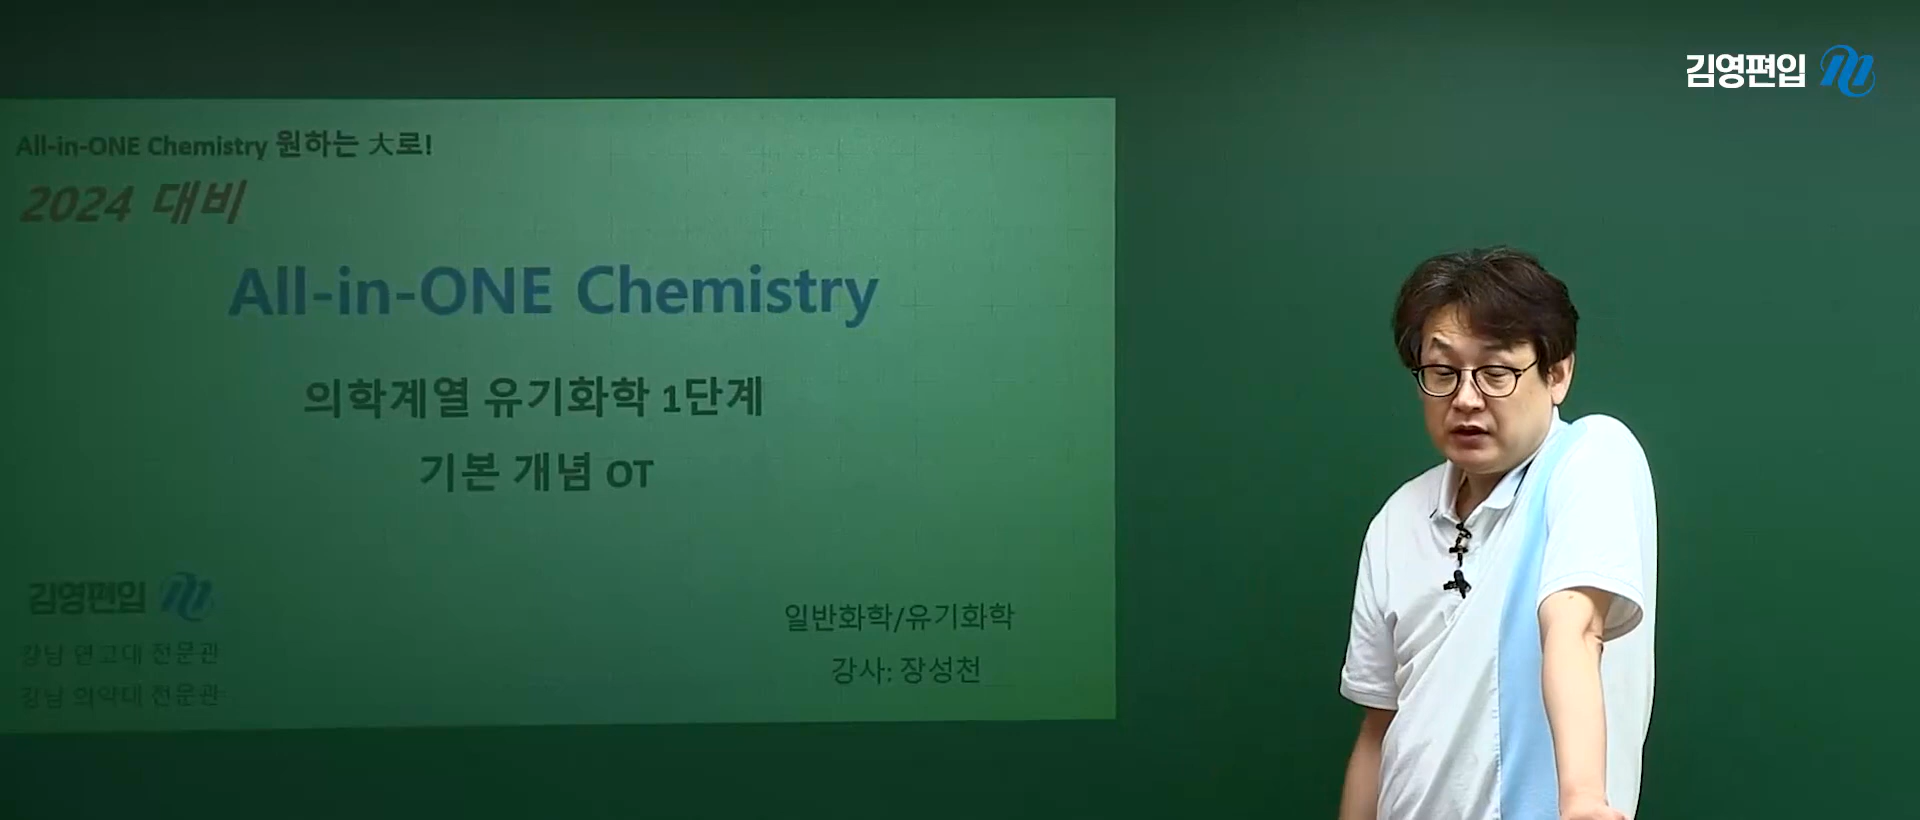 김영편입
All-in-ONE Chemistry 원하는 大로!
2024 대비
All-in-ONE Chemistry
의학계열 유기화학 1단계
기본 개념 OT
김영편입
강남 연고대 전문관
강남 의약대 전문관
일반화학/유기화학
강사: 장성천